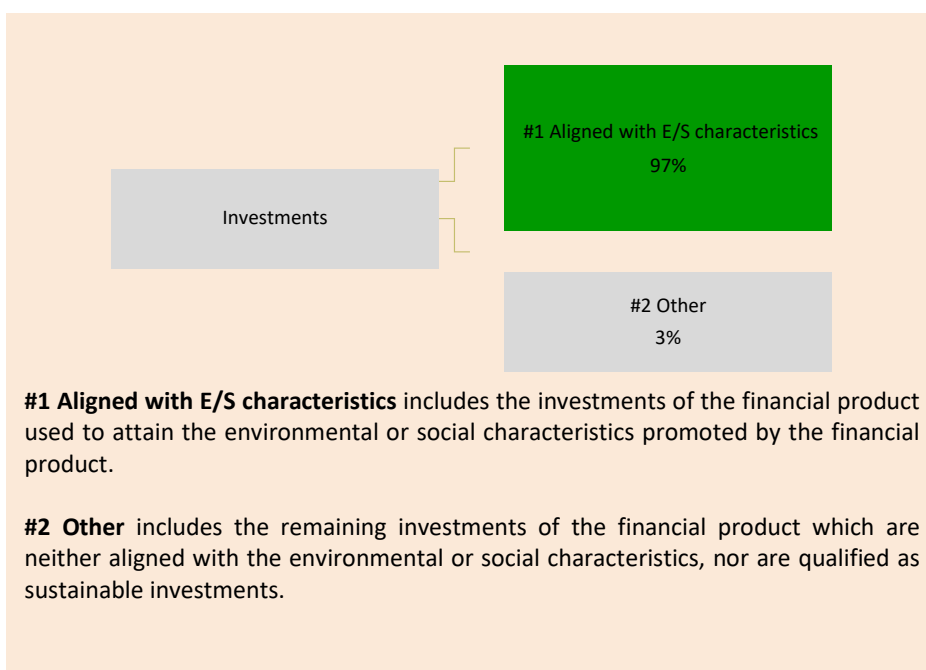 #1 Aligned with E/S characteristics
97%
Investments
#2 Other
3%
#1 Aligned with E/S characteristics includes the investments of the financial product
used to attain the environmental or social characteristics promoted by the financial
product.
#2 Other includes the remaining investments of the financial product which are
neither aligned with the environmental or social characteristics, nor are qualified as
sustainable investments.